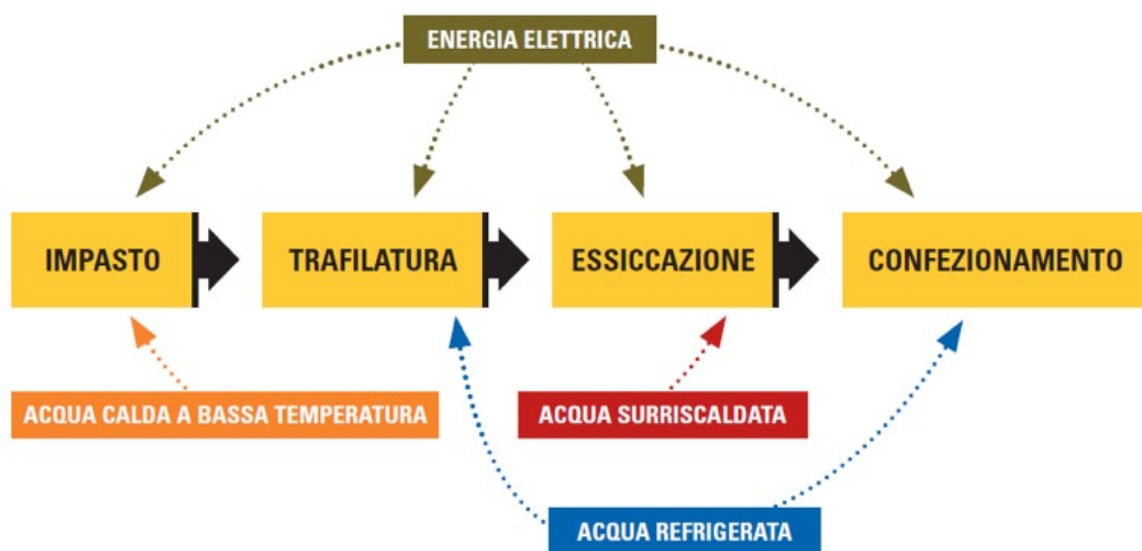 ENERGIA ELETTRICA
IMPASTO
TRAFILATURA
ESSICCAZIONE
CONFEZIONAMENTO
ACQUA CALDA A BASSA TEMPERATURA
ACQUA SURRISCALDATA
ACQUA REFRIGERATA